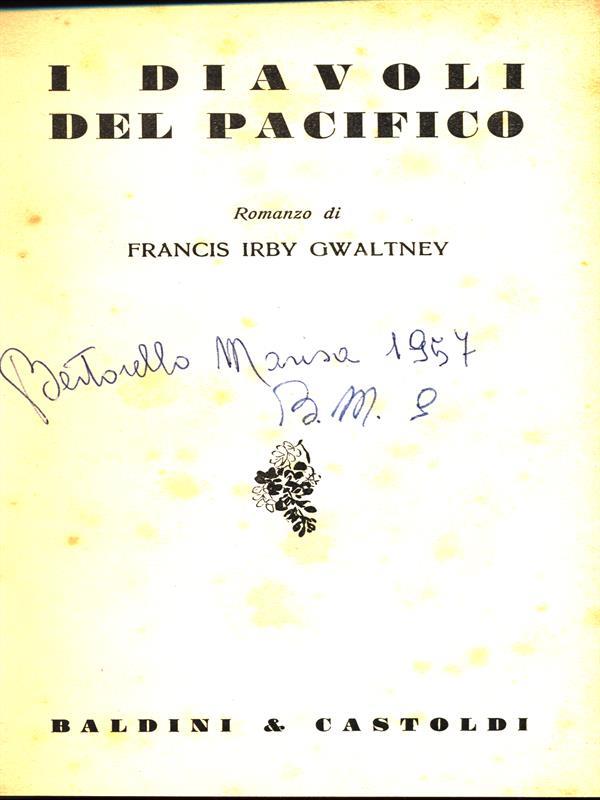 I DIAVOLI
DEL PACIFICO
Romanzo di
FRANCIS IRBY GWALTNEY
Bertorello Marisa 1957
B. M.
BALDINI & CASTOLDI